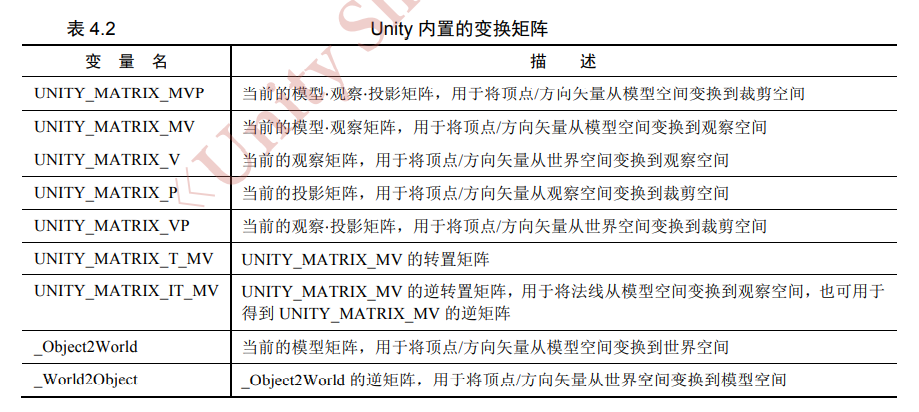 表 4.2 Unity 内置的变换矩阵
变 量 名 描 述
UNITY_MATRIX_MVP 当前的模型·观察·投影矩阵，用于将顶点/方向矢量从模型空间变换到裁剪空间
UNITY_MATRIX_MV 当前的模型·观察矩阵，用于将顶点/方向矢量从模型空间变换到观察空间
UNITY_MATRIX_V 当前的观察矩阵，用于将顶点/方向矢量从世界空间变换到观察空间
UNITY_MATRIX_P 当前的投影矩阵，用于将顶点/方向矢量从观察空间变换到裁剪空间
UNITY_MATRIX_VP 当前的观察·投影矩阵，用于将顶点/方向矢量从世界空间变换到裁剪空间
UNITY_MATRIX_T_MV UNITY_MATRIX_MV 的转置矩阵
UNITY_MATRIX_IT_MV UNITY_MATRIX_MV 的逆转置矩阵，用于将法线从模型空间变换到观察空间，也可用于
得到 UNITY_MATRIX_MV 的逆矩阵
_Object2World 当前的模型矩阵，用于将顶点/方向矢量从模型空间变换到世界空间
_World2Object _Object2World 的逆矩阵，用于将顶点/方向矢量从世界空间变换到模型空间
《Unity